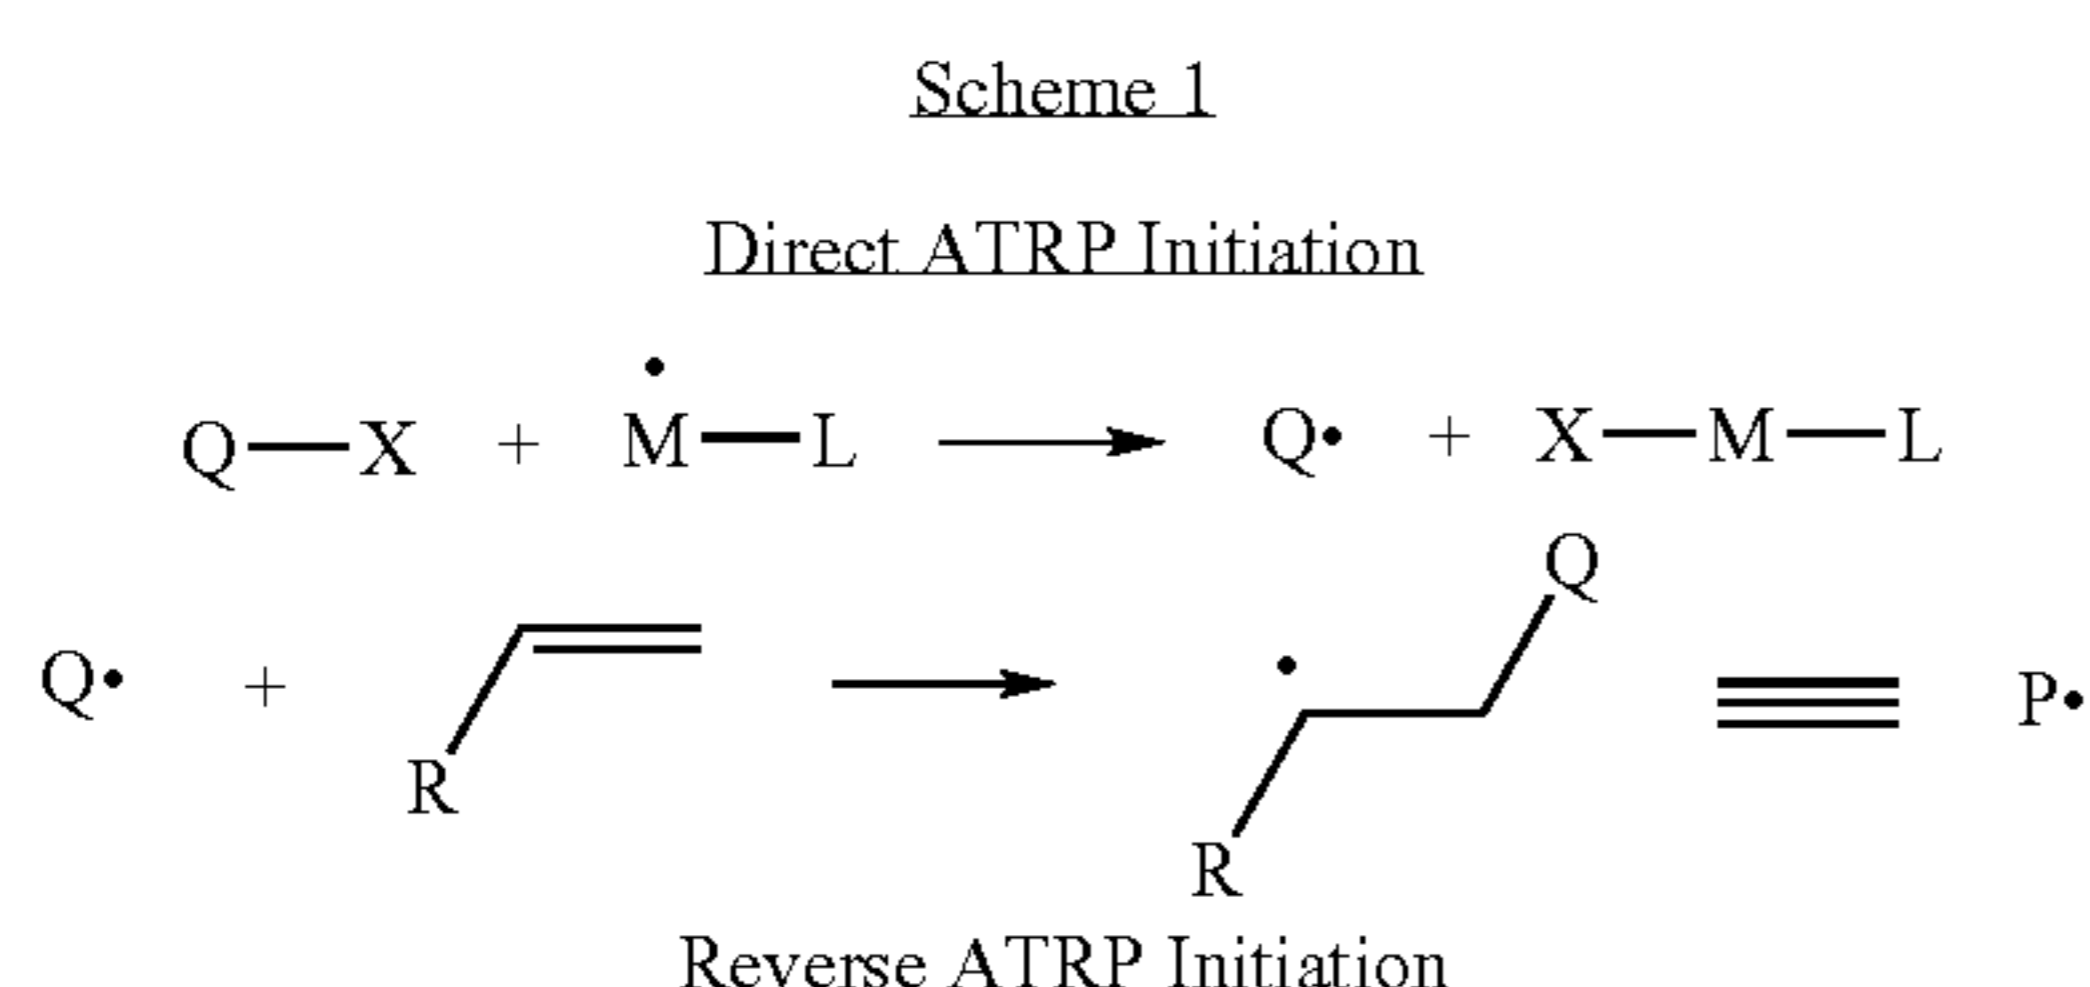 Scheme 1
Direct ATRP Initiation
Q—X + M•—L → Q• + X—M—L
Q
Q• + R → R • ≡ P•
Reverse ATRP Initiation